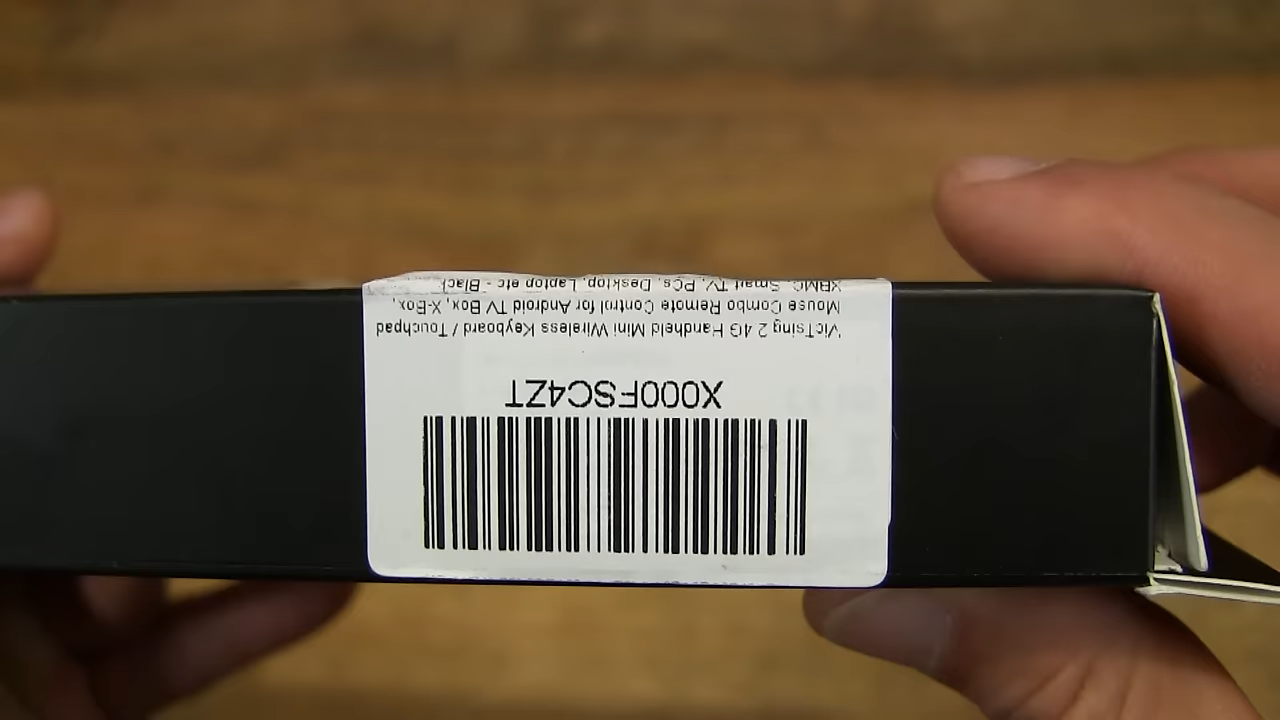 X000FSC4ZT
VicTsing 2.4G Handheld Mini Wireless Keyboard / Touchpad
Mouse Combo Remote Control for Android TV Box, X-Box,
XBMC, Smart TV, PCs, Desktop, Laptop etc - Black